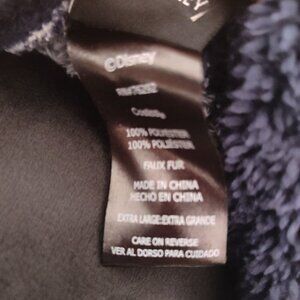 ©Disney
100% POLYESTER
100% POLIÉSTER
FAUX FUR
MADE IN CHINA
HECHO EN CHINA
EXTRA LARGE:EXTRA GRANDE
CARE ON REVERSE
VER AL DORSO PARA CUIDADO